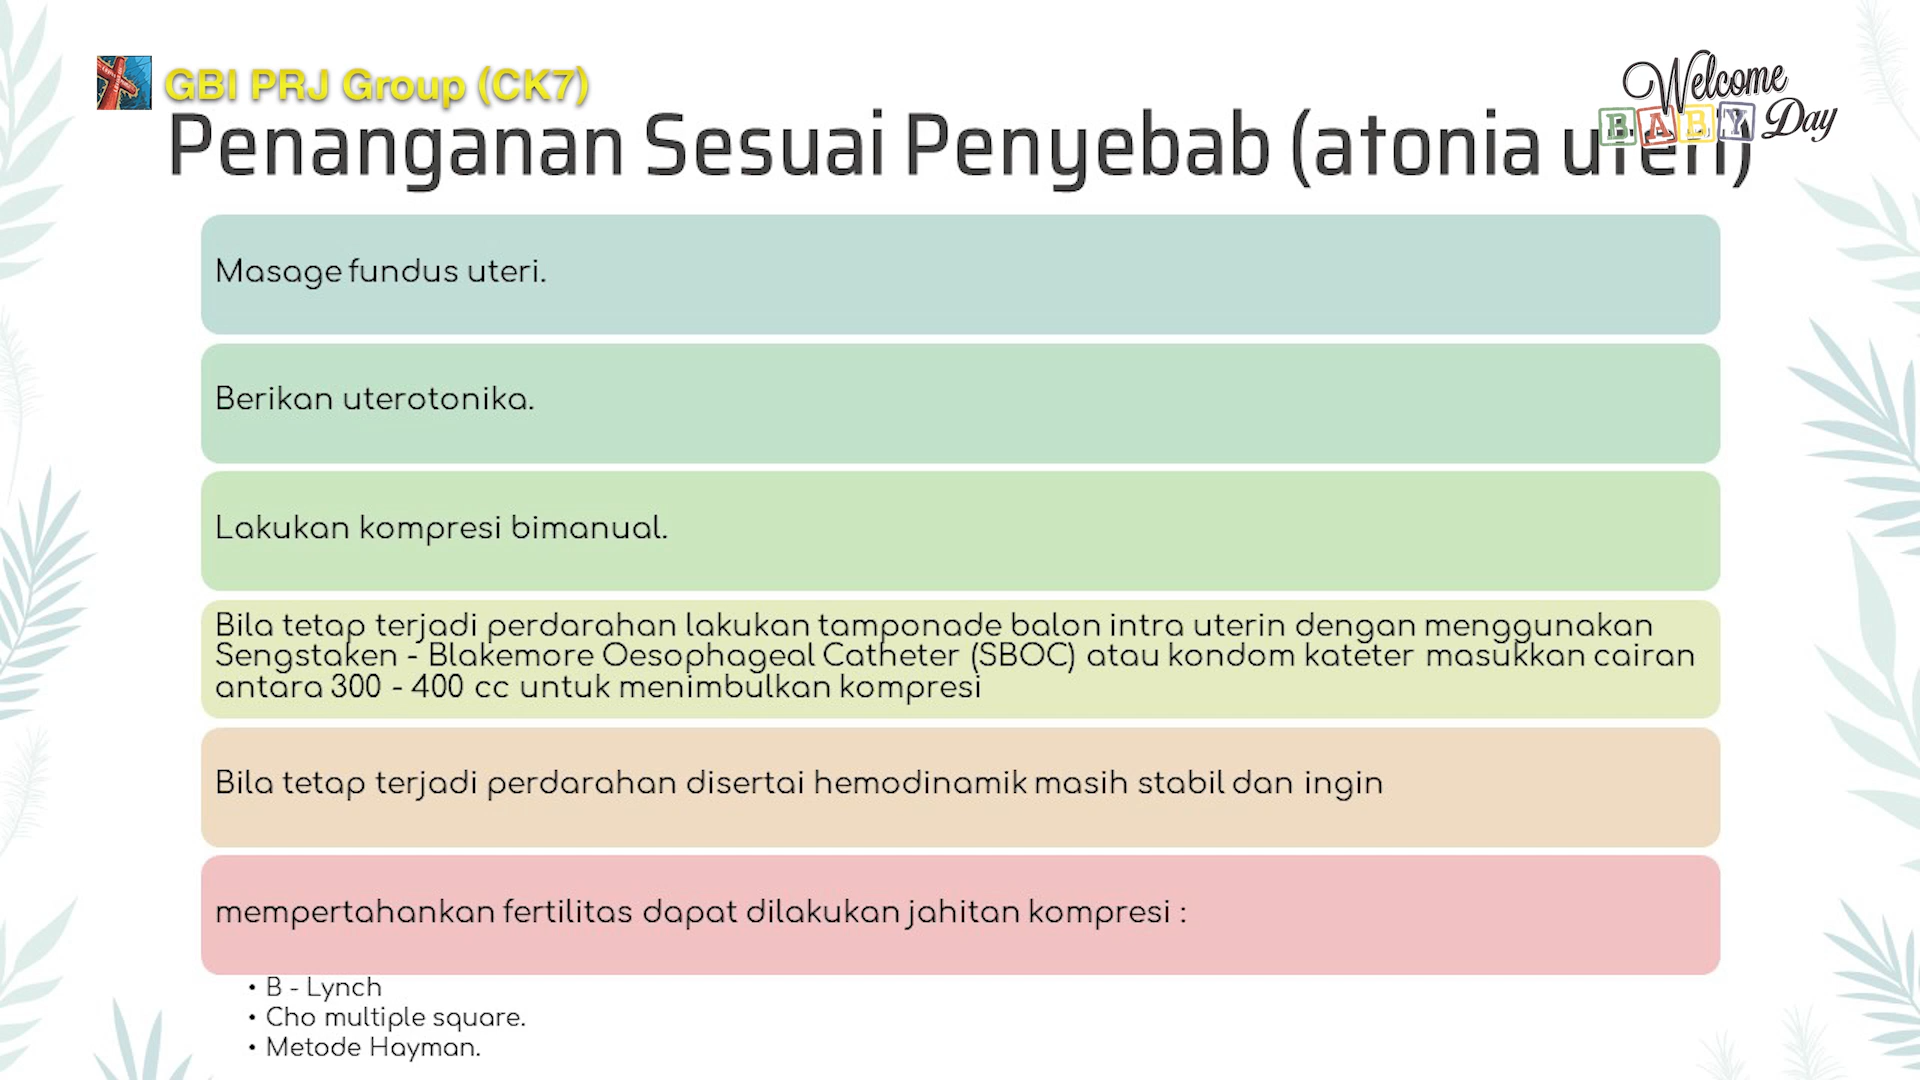 GBI PRJ Group (CK7)
Welcome
BABY Day
Penanganan Sesuai Penyebab (atonia uteri)
Masage fundus uteri.
Berikan uterotonika.
Lakukan kompresi bimanual.
Bila tetap terjadi perdarahan lakukan tamponade balon intra uterin dengan menggunakan
Sengstaken - Blakemore Oesophageal Catheter (SBOC) atau kondom kateter masukkan cairan
antara 300 - 400 cc untuk menimbulkan kompresi
Bila tetap terjadi perdarahan disertai hemodinamik masih stabil dan ingin
mempertahankan fertilitas dapat dilakukan jahitan kompresi :
• B - Lynch
• Cho multiple square.
• Metode Hayman.